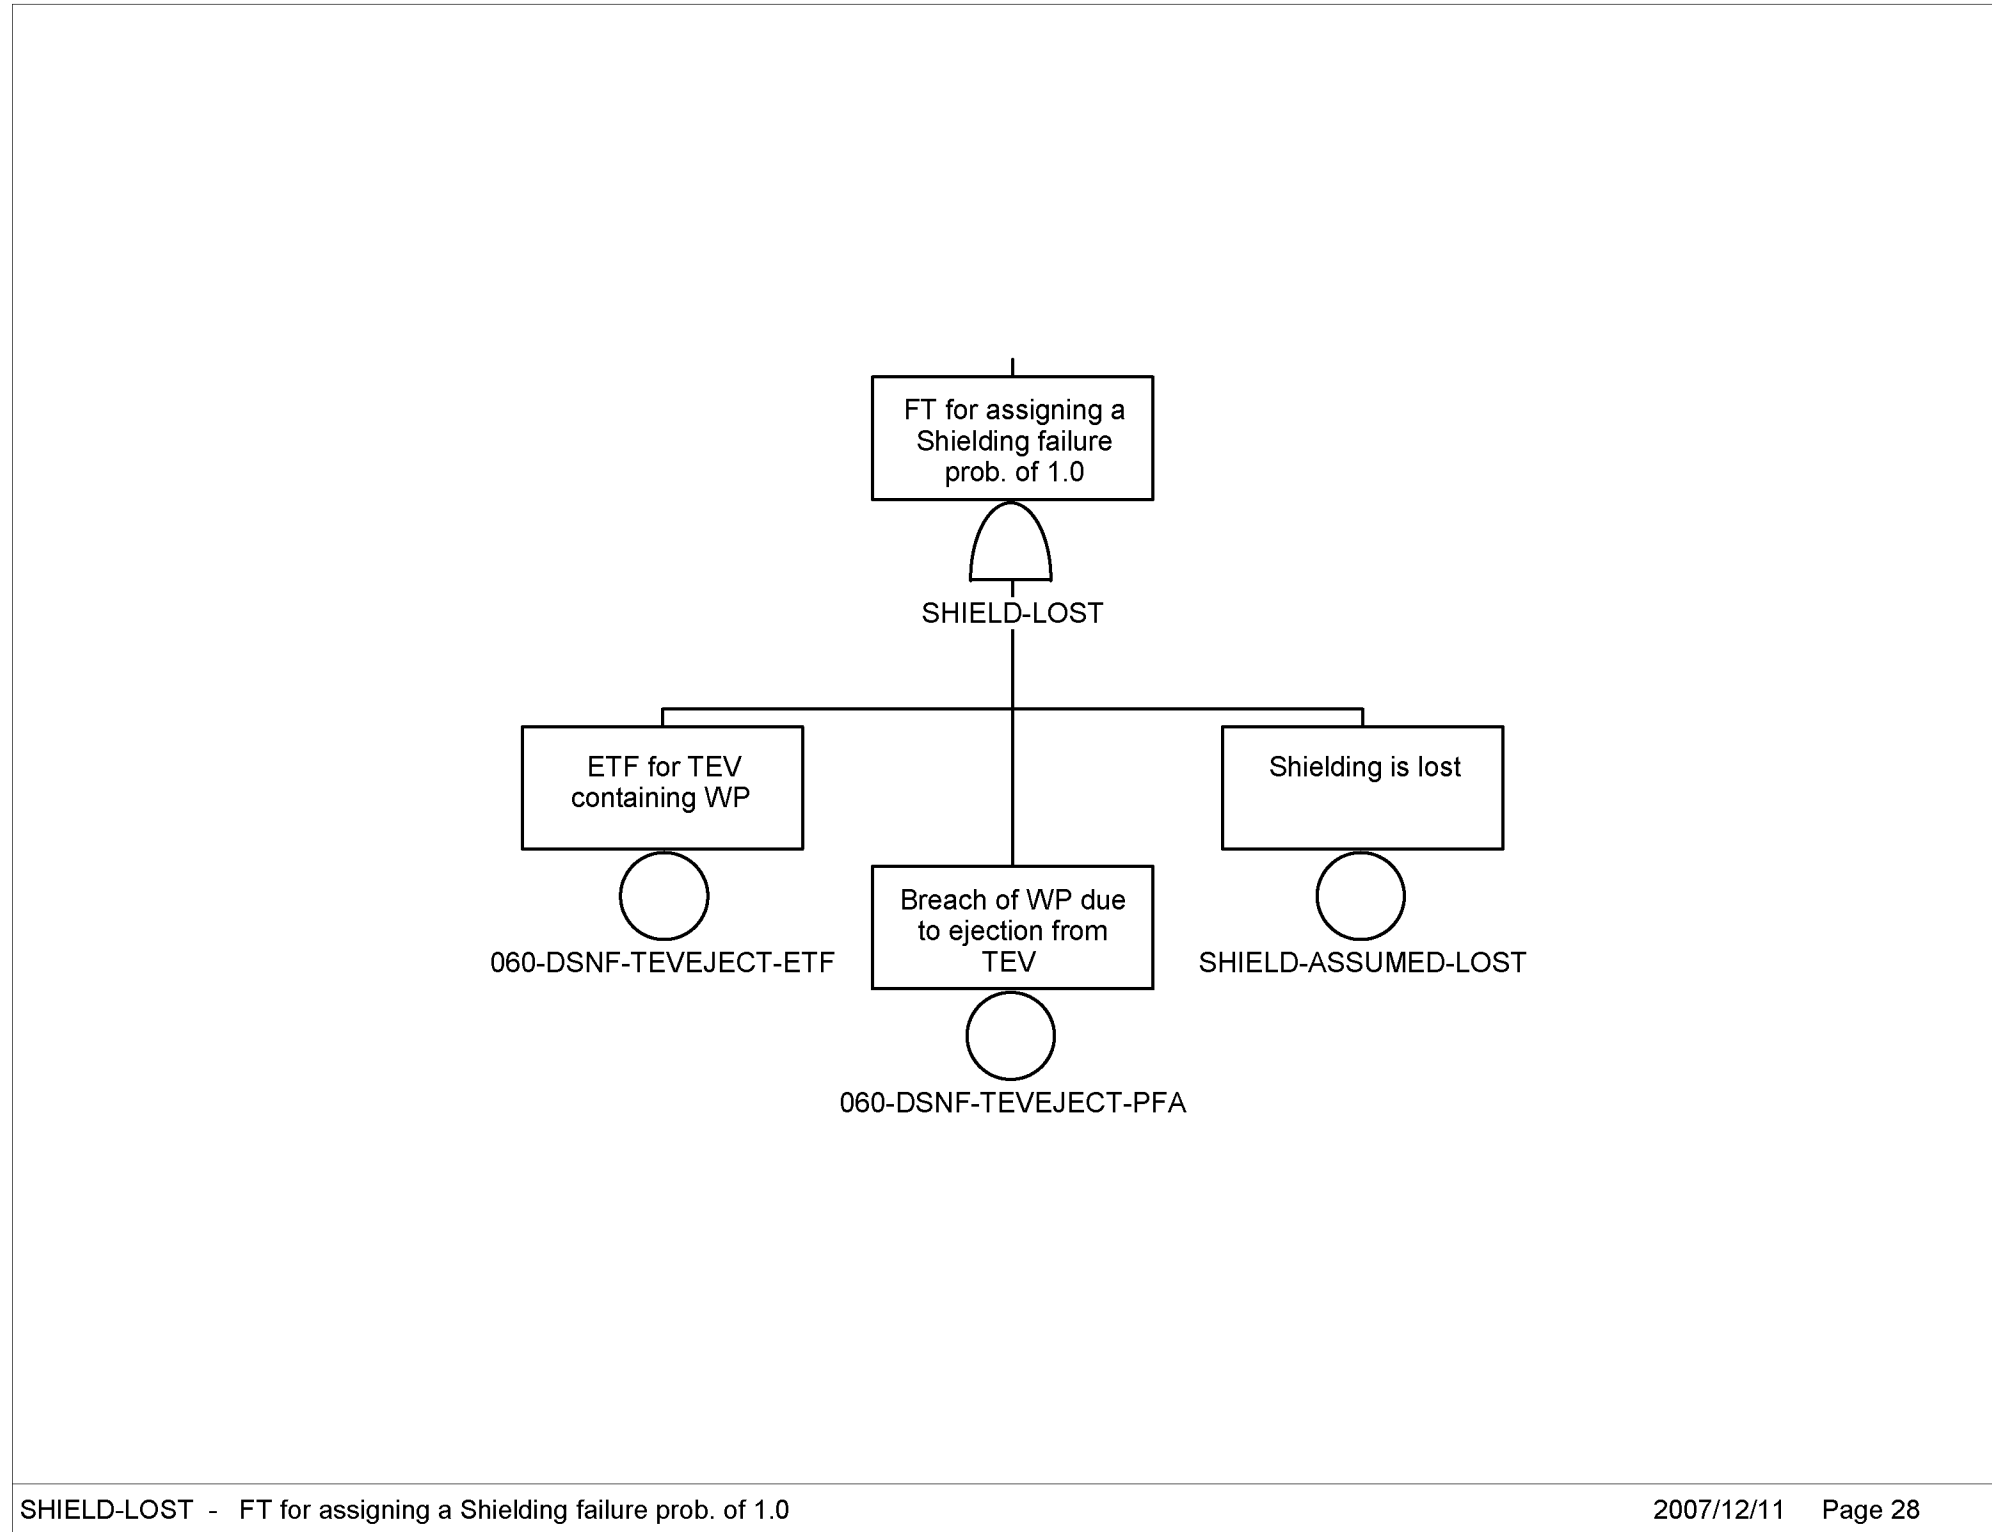 FT for assigning a
Shielding failure
prob. of 1.0
SHIELD-LOST
ETF for TEV
containing WP
060-DSNF-TEVEJECT-ETF
Breach of WP due
to ejection from
TEV
060-DSNF-TEVEJECT-PFA
Shielding is lost
SHIELD-ASSUMED-LOST
SHIELD-LOST - FT for assigning a Shielding failure prob. of 1.0
2007/12/11 Page 28